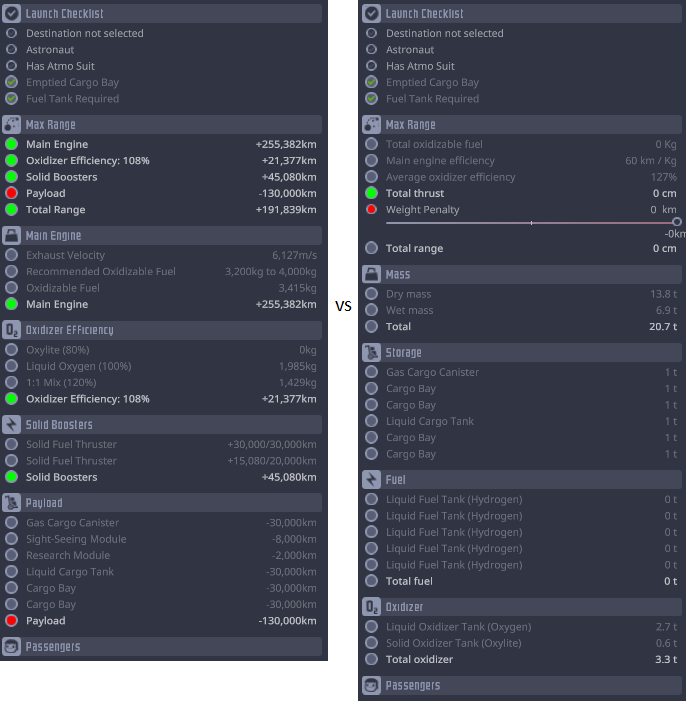 Launch Checklist
Destination not selected
Astronaut
Has Atmo Suit
Emptied Cargo Bay
Fuel Tank Required
Max Range
Main Engine +255,382km
Oxidizer Efficiency: 108% +21,377km
Solid Boosters +45,080km
Payload -130,000km
Total Range +191,839km
Main Engine
Exhaust Velocity 6,127m/s
Recommended Oxidizable Fuel 3,200kg to 4,000kg
Oxidizable Fuel 3,415kg
Main Engine +255,382km
O2 Oxidizer Efficiency
Oxylite (80%) 0kg
Liquid Oxygen (100%) 1,985kg
1:1 Mix (120%) 1,429kg
Oxidizer Efficiency: 108% +21,377km
Solid Boosters
Solid Fuel Thruster +30,000/30,000km
Solid Fuel Thruster +15,080/20,000km
Solid Boosters +45,080km
Payload
Gas Cargo Canister -30,000km
Sight-Seeing Module -8,000km
Research Module -2,000km
Liquid Cargo Tank -30,000km
Cargo Bay -30,000km
Cargo Bay -30,000km
Payload -130,000km
Passengers
VS
Launch Checklist
Destination not selected
Astronaut
Has Atmo Suit
Emptied Cargo Bay
Fuel Tank Required
Max Range
Total oxidizable fuel 0 Kg
Main engine efficiency 60 km / Kg
Average oxidizer efficiency 127%
Total thrust 0 cm
Weight Penalty 0 km
-0km
Total range 0 cm
Mass
Dry mass 13.8 t
Wet mass 6.9 t
Total 20.7 t
Storage
Gas Cargo Canister 1 t
Cargo Bay 1 t
Cargo Bay 1 t
Liquid Cargo Tank 1 t
Cargo Bay 1 t
Cargo Bay 1 t
Fuel
Liquid Fuel Tank (Hydrogen) 0 t
Liquid Fuel Tank (Hydrogen) 0 t
Liquid Fuel Tank (Hydrogen) 0 t
Liquid Fuel Tank (Hydrogen) 0 t
Liquid Fuel Tank (Hydrogen) 0 t
Total fuel 0 t
O2 Oxidizer
Liquid Oxidizer Tank (Oxygen) 2.7 t
Solid Oxidizer Tank (Oxylite) 0.6 t
Total oxidizer 3.3 t
Passengers